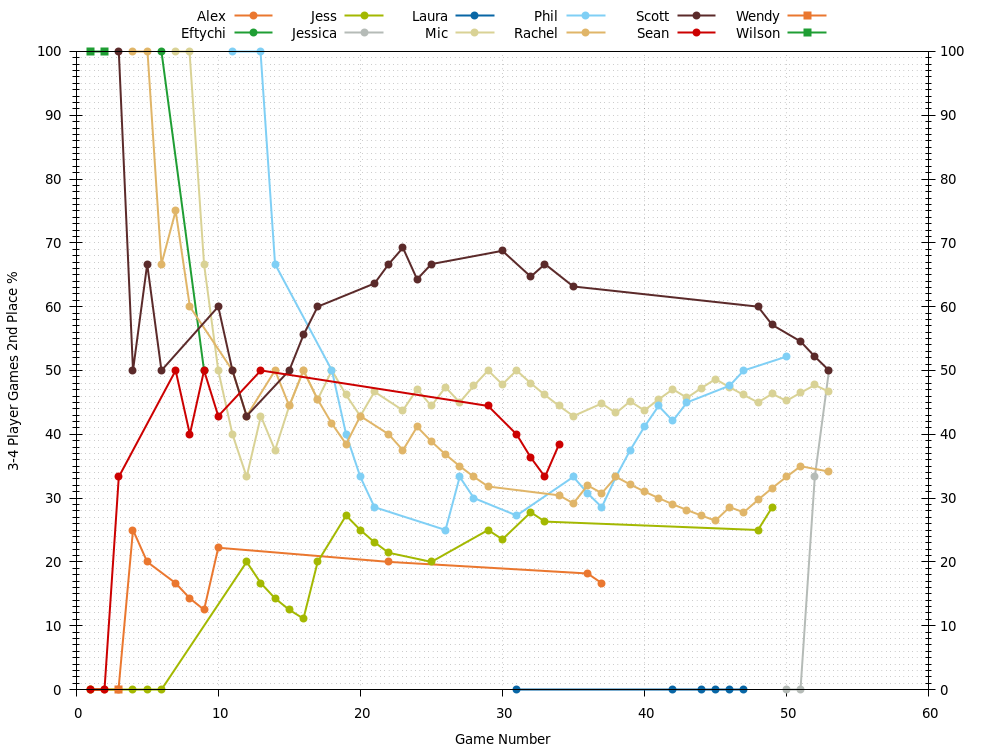 Alex Jess Laura Phil Scott Wendy
Eftychi Jessica Mic Rachel Sean Wilson
100 100
90 90
80 80
70 70
60 60
50 50
40 40
30 30
20 20
10 10
0 0
0 10 20 30 40 50 60
3-4 Player Games 2nd Place %
Game Number